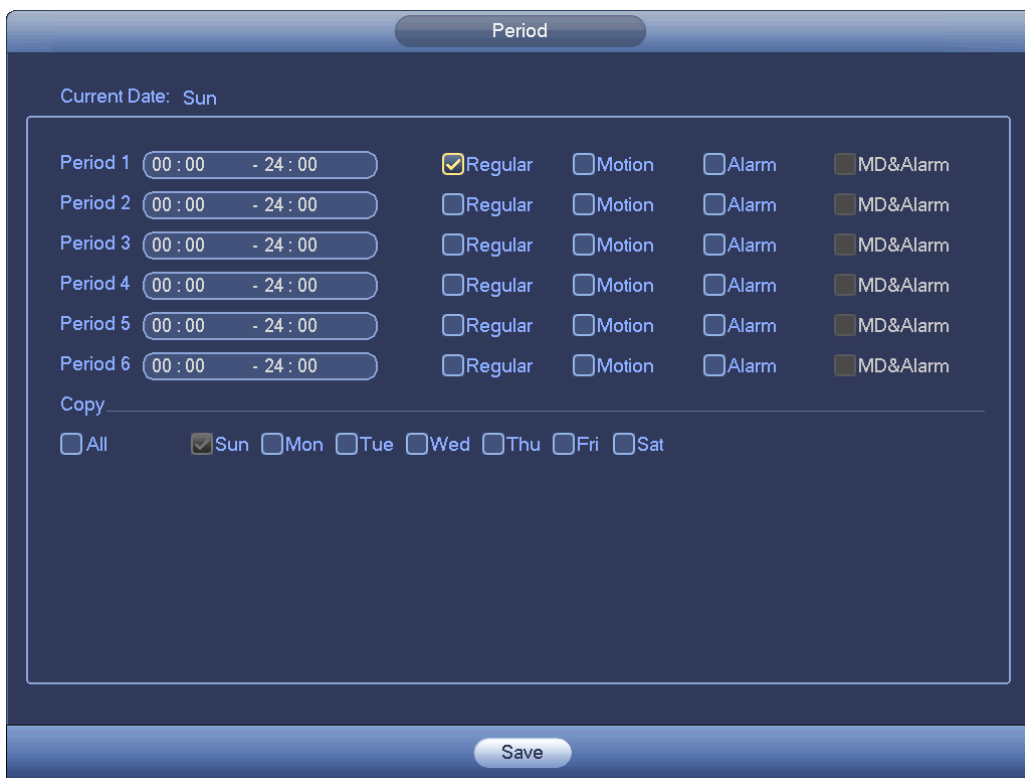 Period
Current Date: Sun
Period 1 00 : 00 - 24 : 00 Regular Motion Alarm MD&Alarm
Period 2 00 : 00 - 24 : 00 Regular Motion Alarm MD&Alarm
Period 3 00 : 00 - 24 : 00 Regular Motion Alarm MD&Alarm
Period 4 00 : 00 - 24 : 00 Regular Motion Alarm MD&Alarm
Period 5 00 : 00 - 24 : 00 Regular Motion Alarm MD&Alarm
Period 6 00 : 00 - 24 : 00 Regular Motion Alarm MD&Alarm
Copy
All Sun Mon Tue Wed Thu Fri Sat
Save